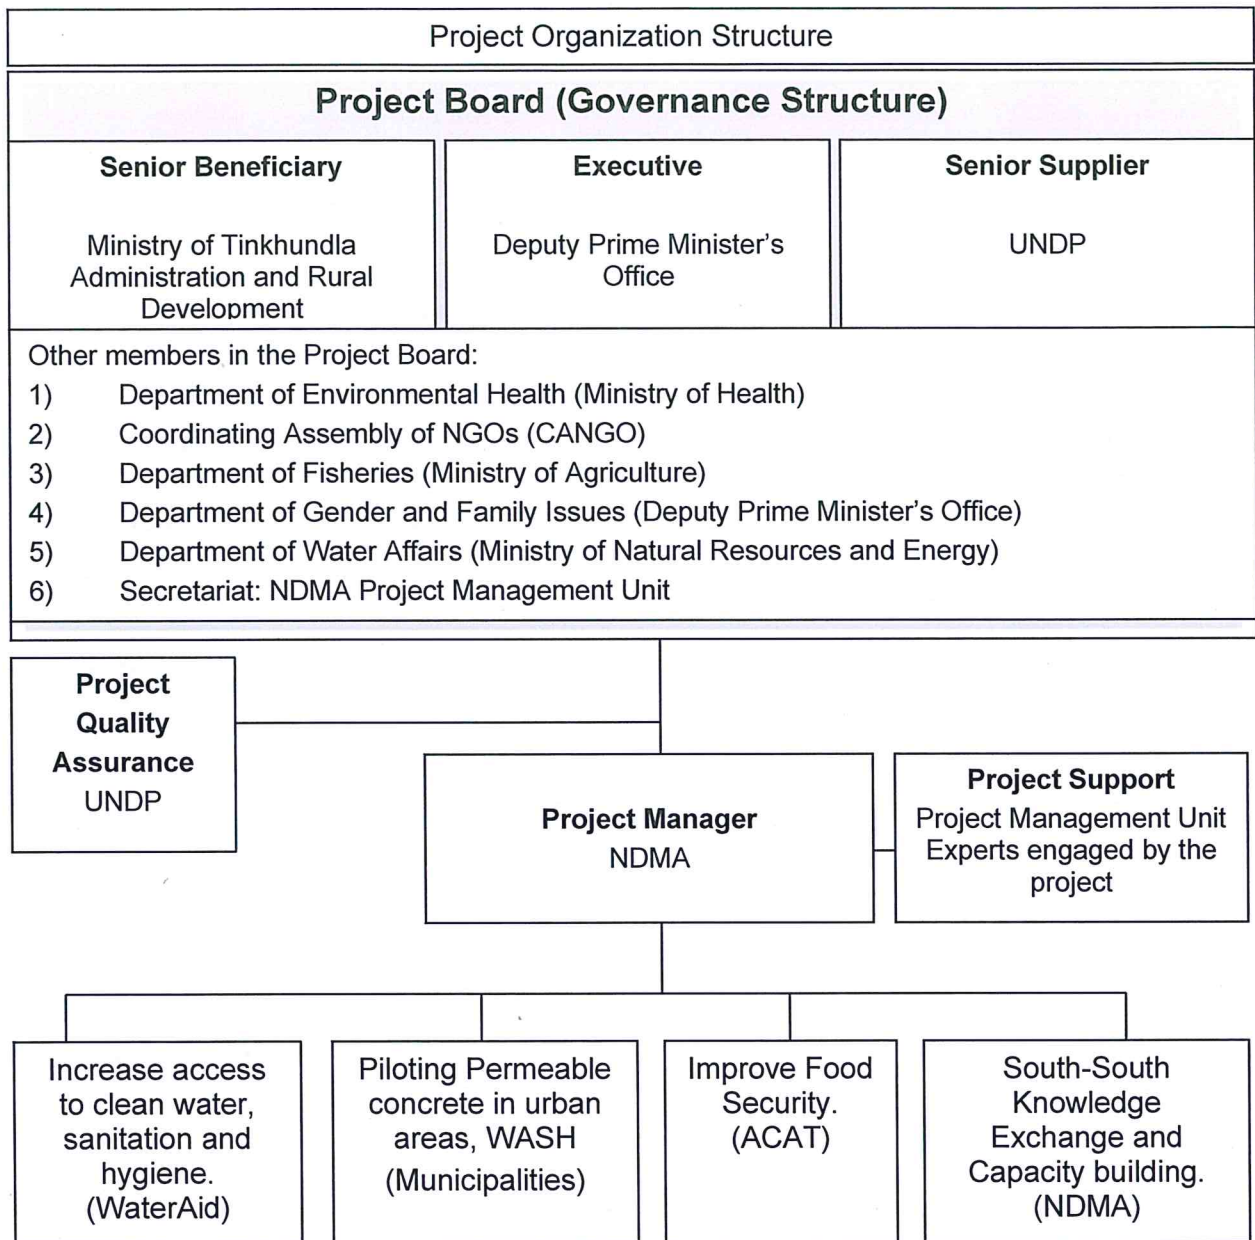 Project Organization Structure
Project Board (Governance Structure)
Senior Beneficiary
Ministry of Tinkhundla
Administration and Rural
Development
Executive
Deputy Prime Minister's
Office
Senior Supplier
UNDP
Other members in the Project Board:
1) Department of Environmental Health (Ministry of Health)
2) Coordinating Assembly of NGOs (CANGO)
3) Department of Fisheries (Ministry of Agriculture)
4) Department of Gender and Family Issues (Deputy Prime Minister's Office)
5) Department of Water Affairs (Ministry of Natural Resources and Energy)
6) Secretariat: NDMA Project Management Unit
Project
Quality
Assurance
UNDP
Project Manager
NDMA
Project Support
Project Management Unit
Experts engaged by the
project
Increase access
to clean water,
sanitation and
hygiene.
(WaterAid)
Piloting Permeable
concrete in urban
areas, WASH
(Municipalities)
Improve Food
Security.
(ACAT)
South-South
Knowledge
Exchange and
Capacity building.
(NDMA)